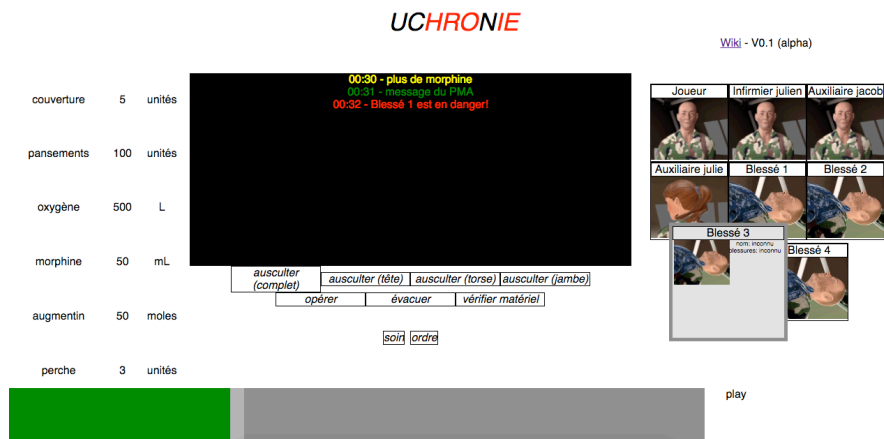 UCHRONIE
Wiki - V0.1 (alpha)
couverture 5 unités
pansements 100 unités
oxygène 500 L
morphine 50 mL
augmentin 50 moles
perche 3 unités
00:30 - plus de morphine
00:31 - message du PMA
00:32 - Blessé 1 est en danger!
ausculter
(complet)
ausculter (tête)
ausculter (torse)
ausculter (jambe)
opérer
évacuer
vérifier matériel
soin
ordre
Joueur
Infirmier julien
Auxiliaire jacob
Auxiliaire julie
Blessé 1
Blessé 2
Blessé 3
nom: inconnu
blessures: inconnu
Blessé 4
play